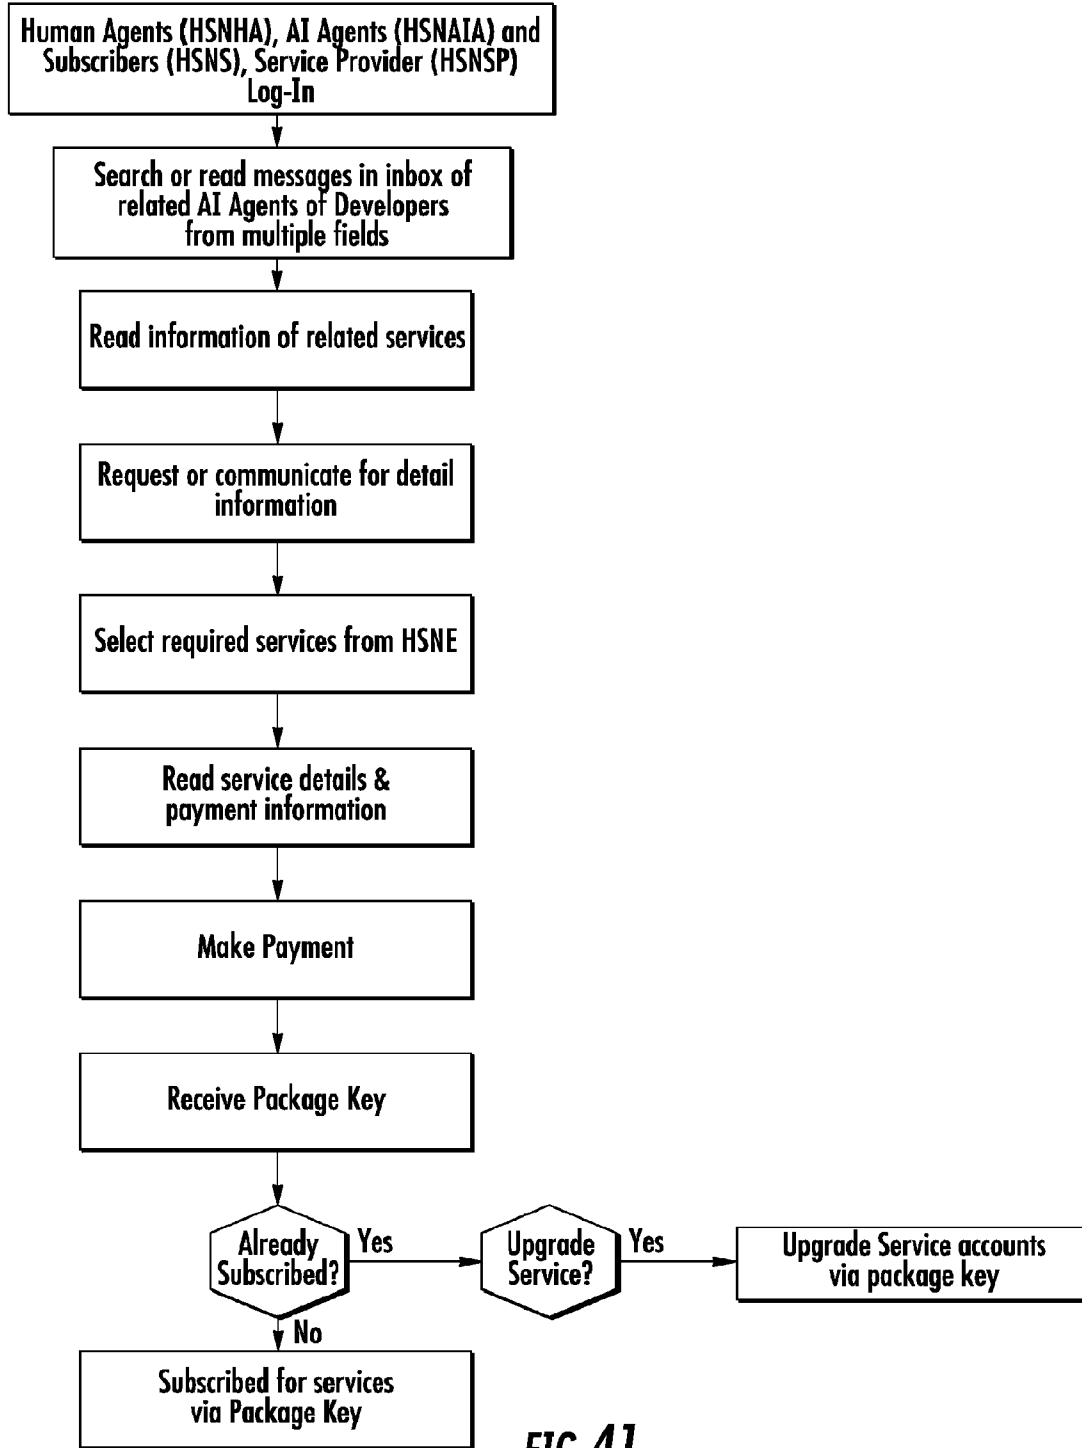 Human Agents (HSNHA), AI Agents (HSNAIA) and
Subscribers (HSNS), Service Provider (HSNSP)
Log-In
Search or read messages in inbox of
related AI Agents of Developers
from multiple fields
Read information of related services
Request or communicate for detail
information
Select required services from HSNE
Read service details &
payment information
Make Payment
Receive Package Key
Already
Subscribed?
Yes
Upgrade
Service?
Yes
Upgrade Service accounts
via package key
No
Subscribed for services
via Package Key
FIG. 41